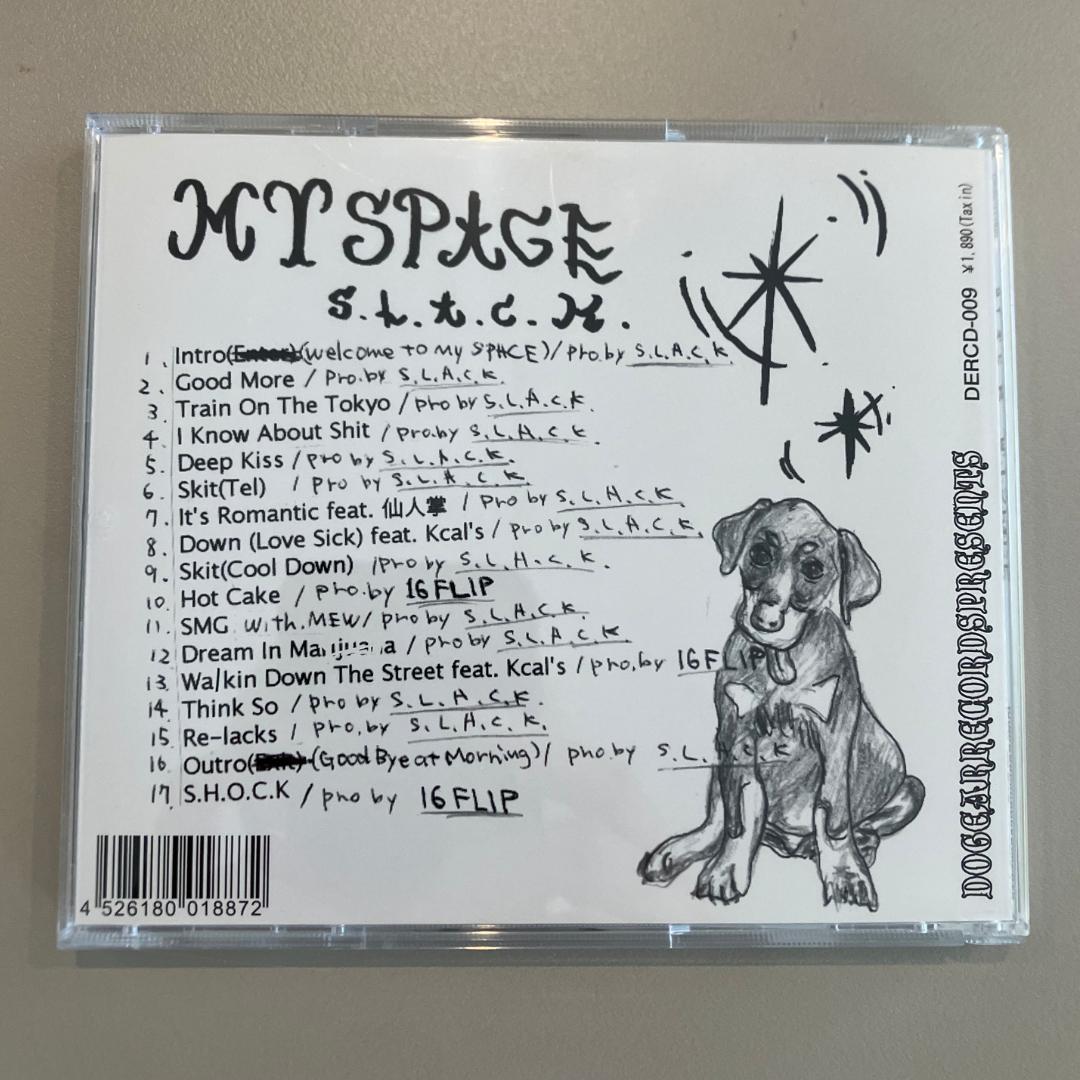 MY SPACE
S.L.A.C.K.
1. Intro(Enter)(welcome to My SPACE)/pro.by S.L.A.C.K.
2. Good More / pro.by S.L.A.C.K.
3. Train On The Tokyo / pro by S.L.A.C.K.
4. I Know About Shit / pro.by S.L.A.C.K.
5. Deep Kiss / pro by S.L.A.C.K.
6. Skit(Tel) / pro by S.L.A.C.K.
7. It's Romantic feat. 仙人掌 / pro by S.L.A.C.K.
8. Down (Love Sick) feat. Kcal's / pro by S.L.A.C.K.
9. Skit(Cool Down) /pro by S.L.A.C.K.
10. Hot Cake / pro.by 16FLIP
11. SMG with.MEW/ pro by S.L.A.C.K.
12 Dream In Marijuana / pro by S.L.A.C.K.
13. Walkin Down The Street feat. Kcal's / pro.by 16FLIP
14. Think So / pro by S.L.A.C.K.
15. Re-lacks / pro.by S.L.A.C.K.
16. Outro(Exit)(Good Bye at Morning)/ pro.by S.L.A.C.K
17 S.H.O.C.K / pro by 16FLIP
4 526180 018872
DERCD-009 ¥1,890(Tax in)
DOGEARRECORDSPRESENTS